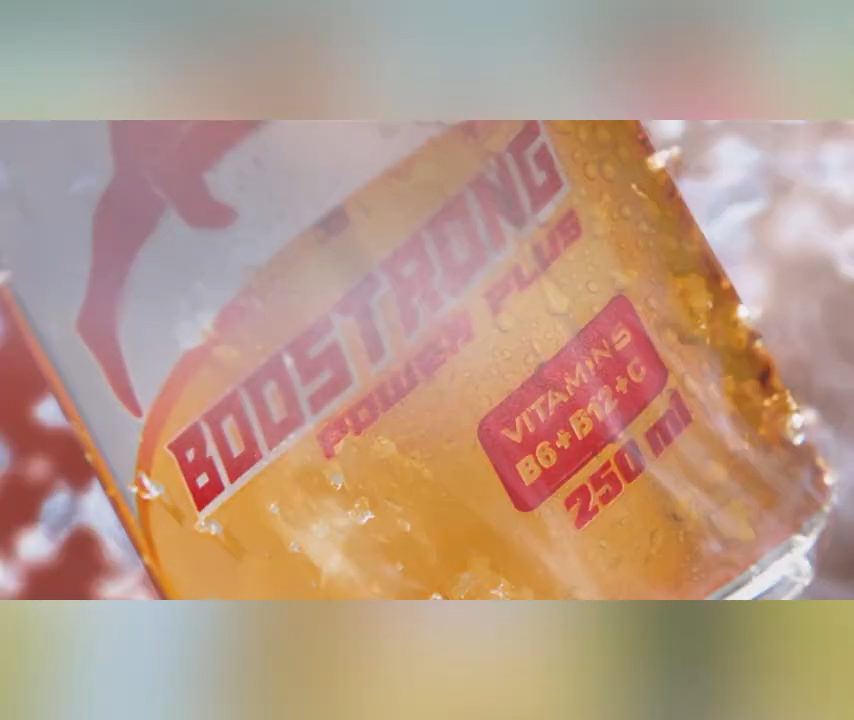 BOOSTRONG
POWER PLUS
VITAMINS
B6+B12+C
250 ml